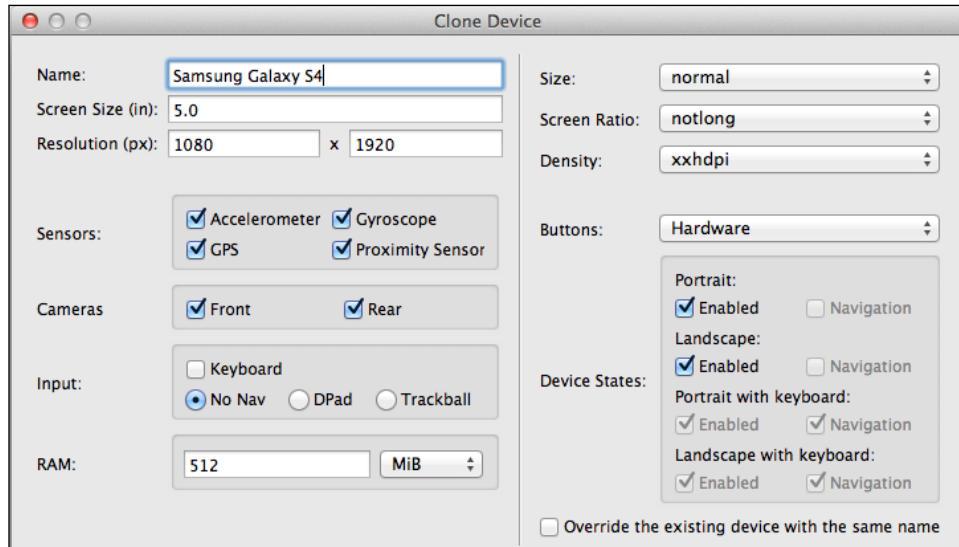 Clone Device
Name: Samsung Galaxy S4
Screen Size (in): 5.0
Resolution (px): 1080 x 1920
Sensors:
Accelerometer Gyroscope
GPS Proximity Sensor
Cameras
Front Rear
Input:
Keyboard
No Nav DPad Trackball
RAM: 512 MiB
Size: normal
Screen Ratio: notlong
Density: xxhdpi
Buttons: Hardware
Device States:
Portrait:
Enabled Navigation
Landscape:
Enabled Navigation
Portrait with keyboard:
Enabled Navigation
Landscape with keyboard:
Enabled Navigation
Override the existing device with the same name